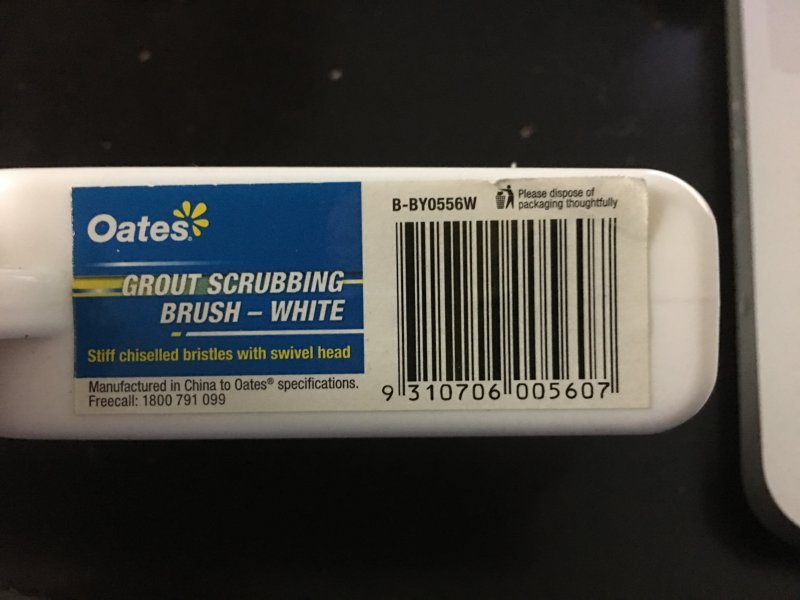 Oates®
GROUT SCRUBBING
BRUSH – WHITE
Stiff chiselled bristles with swivel head
Manufactured in China to Oates® specifications.
Freecall: 1800 791 099
B-BY0556W
Please dispose of
packaging thoughtfully
9 310706 005607